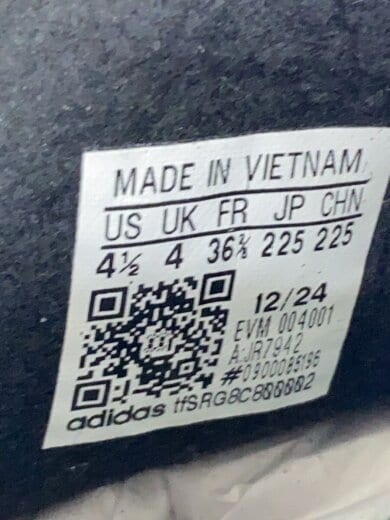 MADE IN VIETNAM
US UK FR JP CHN
4½ 4 36⅔ 225 225
12/24
EVM 004001
AJR7942
#0900085195
adidas